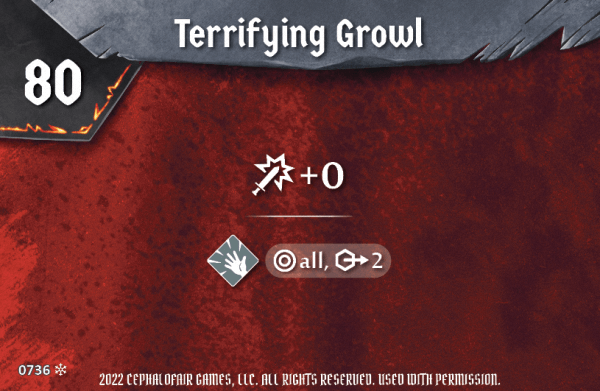 Terrifying Growl
80
+0
all, 2
0736
2022 CEPHALOFAIR GAMES, LLC. ALL RIGHTS RESERVED. USED WITH PERMISSION.